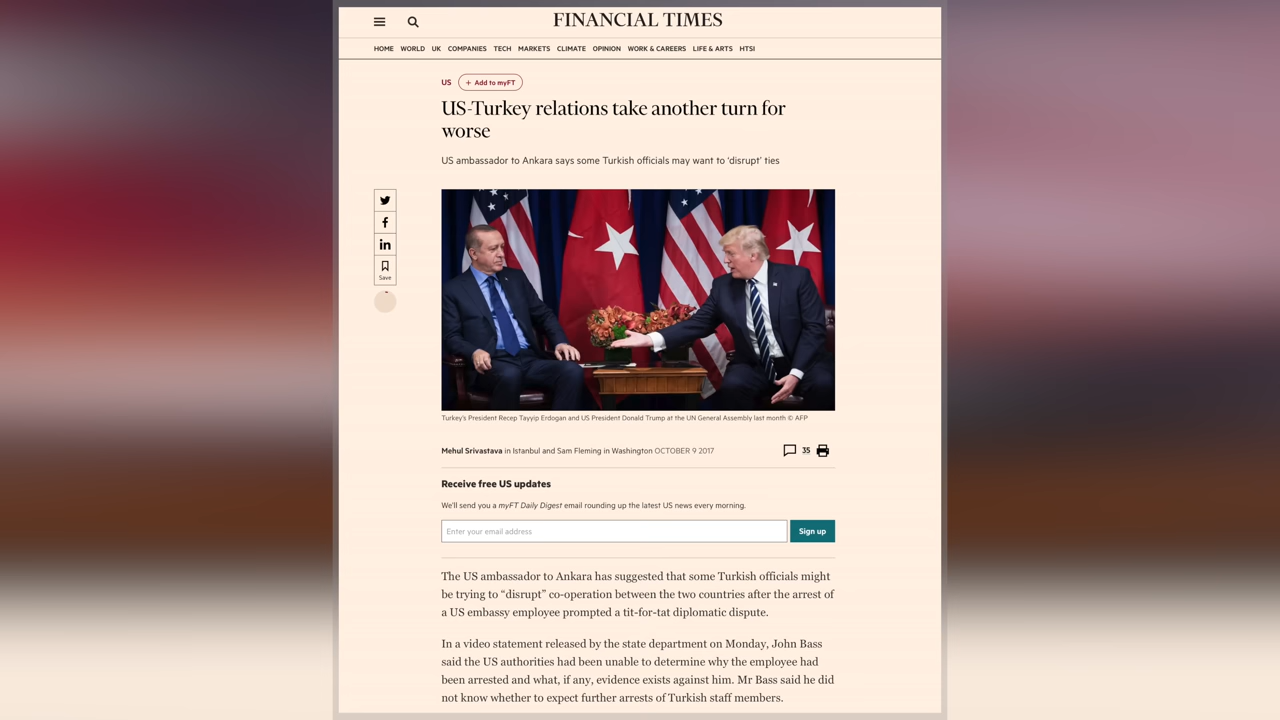 FINANCIAL TIMES
HOME WORLD UK COMPANIES TECH MARKETS CLIMATE OPINION WORK & CAREERS LIFE & ARTS HTSI
US + Add to myFT
US-Turkey relations take another turn for
worse
US ambassador to Ankara says some Turkish officials may want to ‘disrupt’ ties
Save
Turkey's President Recep Tayyip Erdogan and US President Donald Trump at the UN General Assembly last month © AFP
Mehul Srivastava in Istanbul and Sam Fleming in Washington OCTOBER 9 2017
35
Receive free US updates
We'll send you a myFT Daily Digest email rounding up the latest US news every morning.
Enter your email address
Sign up
The US ambassador to Ankara has suggested that some Turkish officials might
be trying to “disrupt” co-operation between the two countries after the arrest of
a US embassy employee prompted a tit-for-tat diplomatic dispute.
In a video statement released by the state department on Monday, John Bass
said the US authorities had been unable to determine why the employee had
been arrested and what, if any, evidence exists against him. Mr Bass said he did
not know whether to expect further arrests of Turkish staff members.